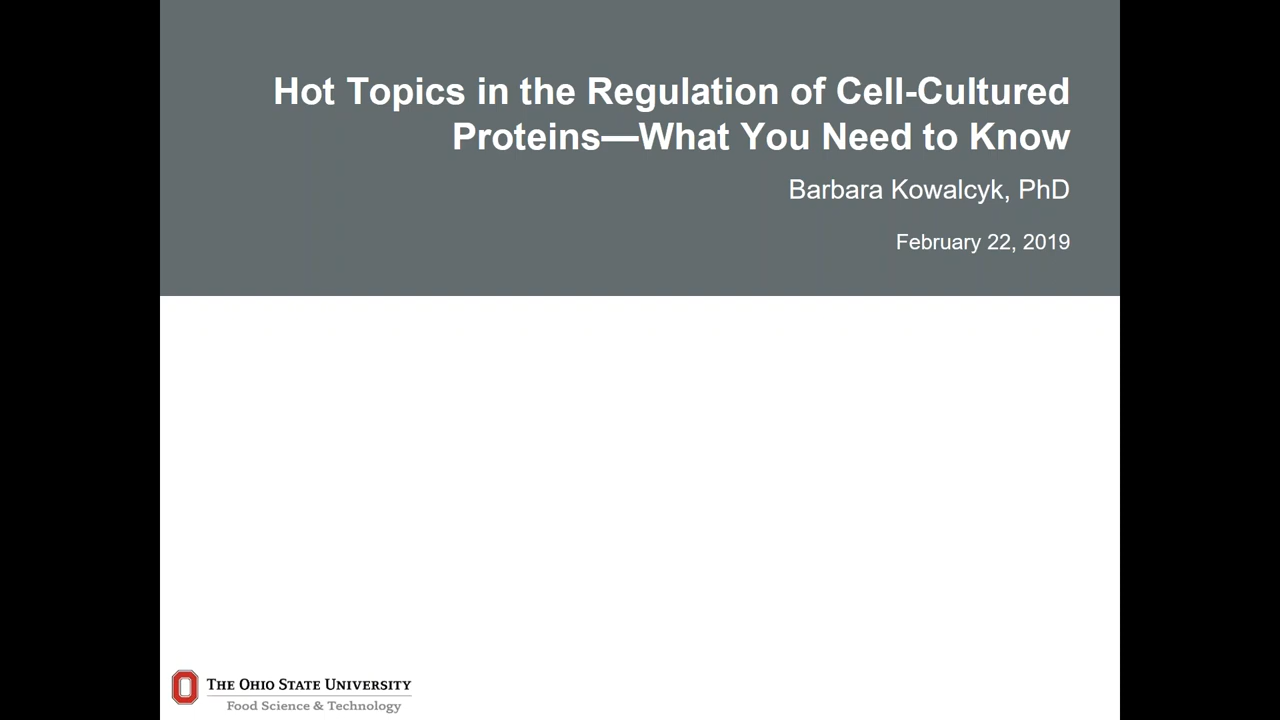 Hot Topics in the Regulation of Cell-Cultured
Proteins—What You Need to Know
Barbara Kowalcyk, PhD
February 22, 2019
THE OHIO STATE UNIVERSITY
Food Science & Technology